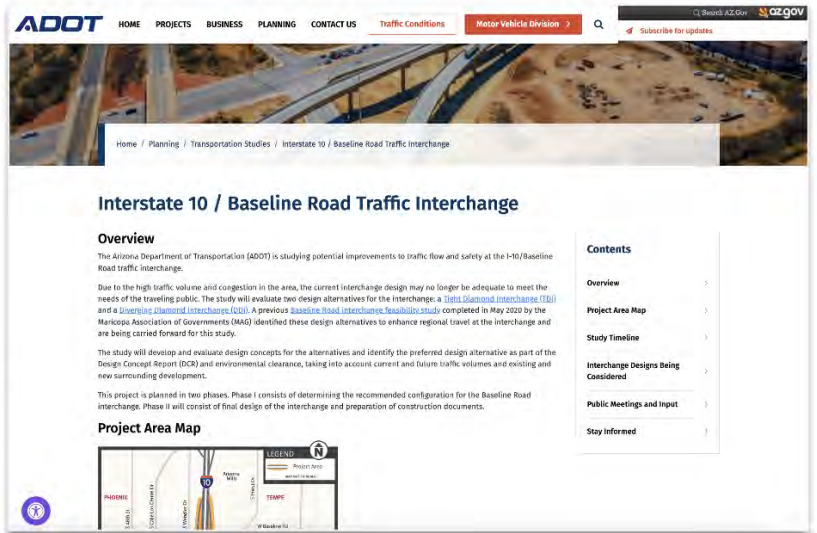 ADOT
HOME PROJECTS BUSINESS PLANNING CONTACT US Traffic Conditions Motor Vehicle Division >
Search AZ.Gov az.gov
Subscribe for updates
Home / Planning / Transportation Studies / Interstate 10 / Baseline Road Traffic Interchange
Interstate 10 / Baseline Road Traffic Interchange
Overview
The Arizona Department of Transportation (ADOT) is studying potential improvements to traffic flow and safety at the I-10/Baseline
Road traffic interchange.
Due to the high traffic volume and congestion in the area, the current interchange design may no longer be adequate to meet the
needs of the traveling public. The study will evaluate two design alternatives for the interchange: a Tight Diamond Interchange (TDI)
and a Diverging Diamond Interchange (DDI). A previous Baseline Road interchange feasibility study completed in May 2020 by the
Maricopa Association of Governments (MAG) identified these design alternatives to enhance regional travel at the interchange and
are being carried forward for this study.
The study will develop and evaluate design concepts for the alternatives and identify the preferred design alternative as part of the
Design Concept Report (DCR) and environmental clearance, taking into account current and future traffic volumes and existing and
new surrounding development.
This project is planned in two phases. Phase I consists of determining the recommended configuration for the Baseline Road
interchange. Phase II will consist of final design of the interchange and preparation of construction documents.
Project Area Map
LEGEND N
Project Area
10
Arizona
Mills
PHOENIX
TEMPE
S 48th St
W Baseline Rd
Contents
Overview
Project Area Map
Study Timeline
Interchange Designs Being
Considered
Public Meetings and Input
Stay Informed